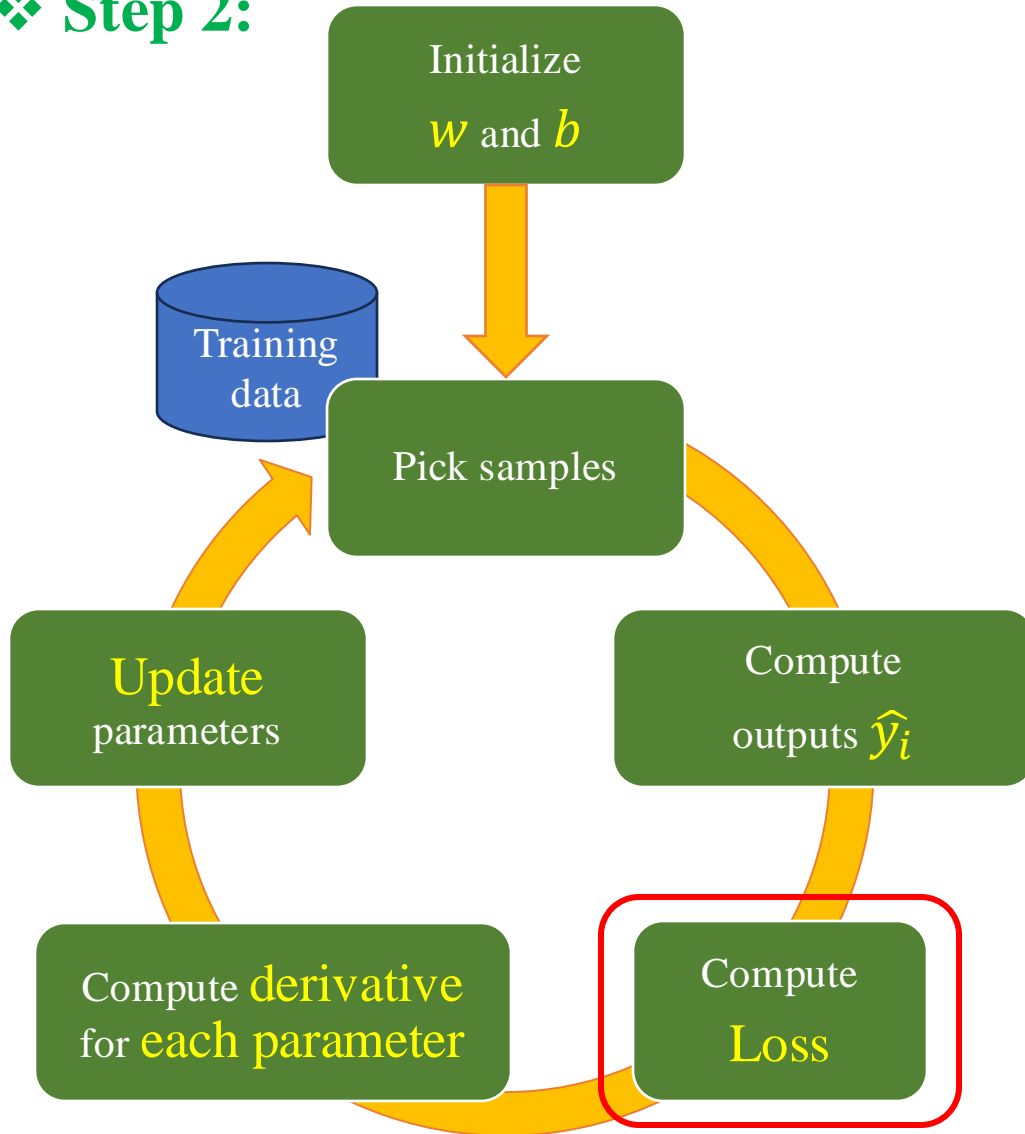 ❖ Step 2:
Initialize
w and b
Training
data
Pick samples
Compute
outputs ŷᵢ
Compute
Loss
Compute derivative
for each parameter
Update
parameters